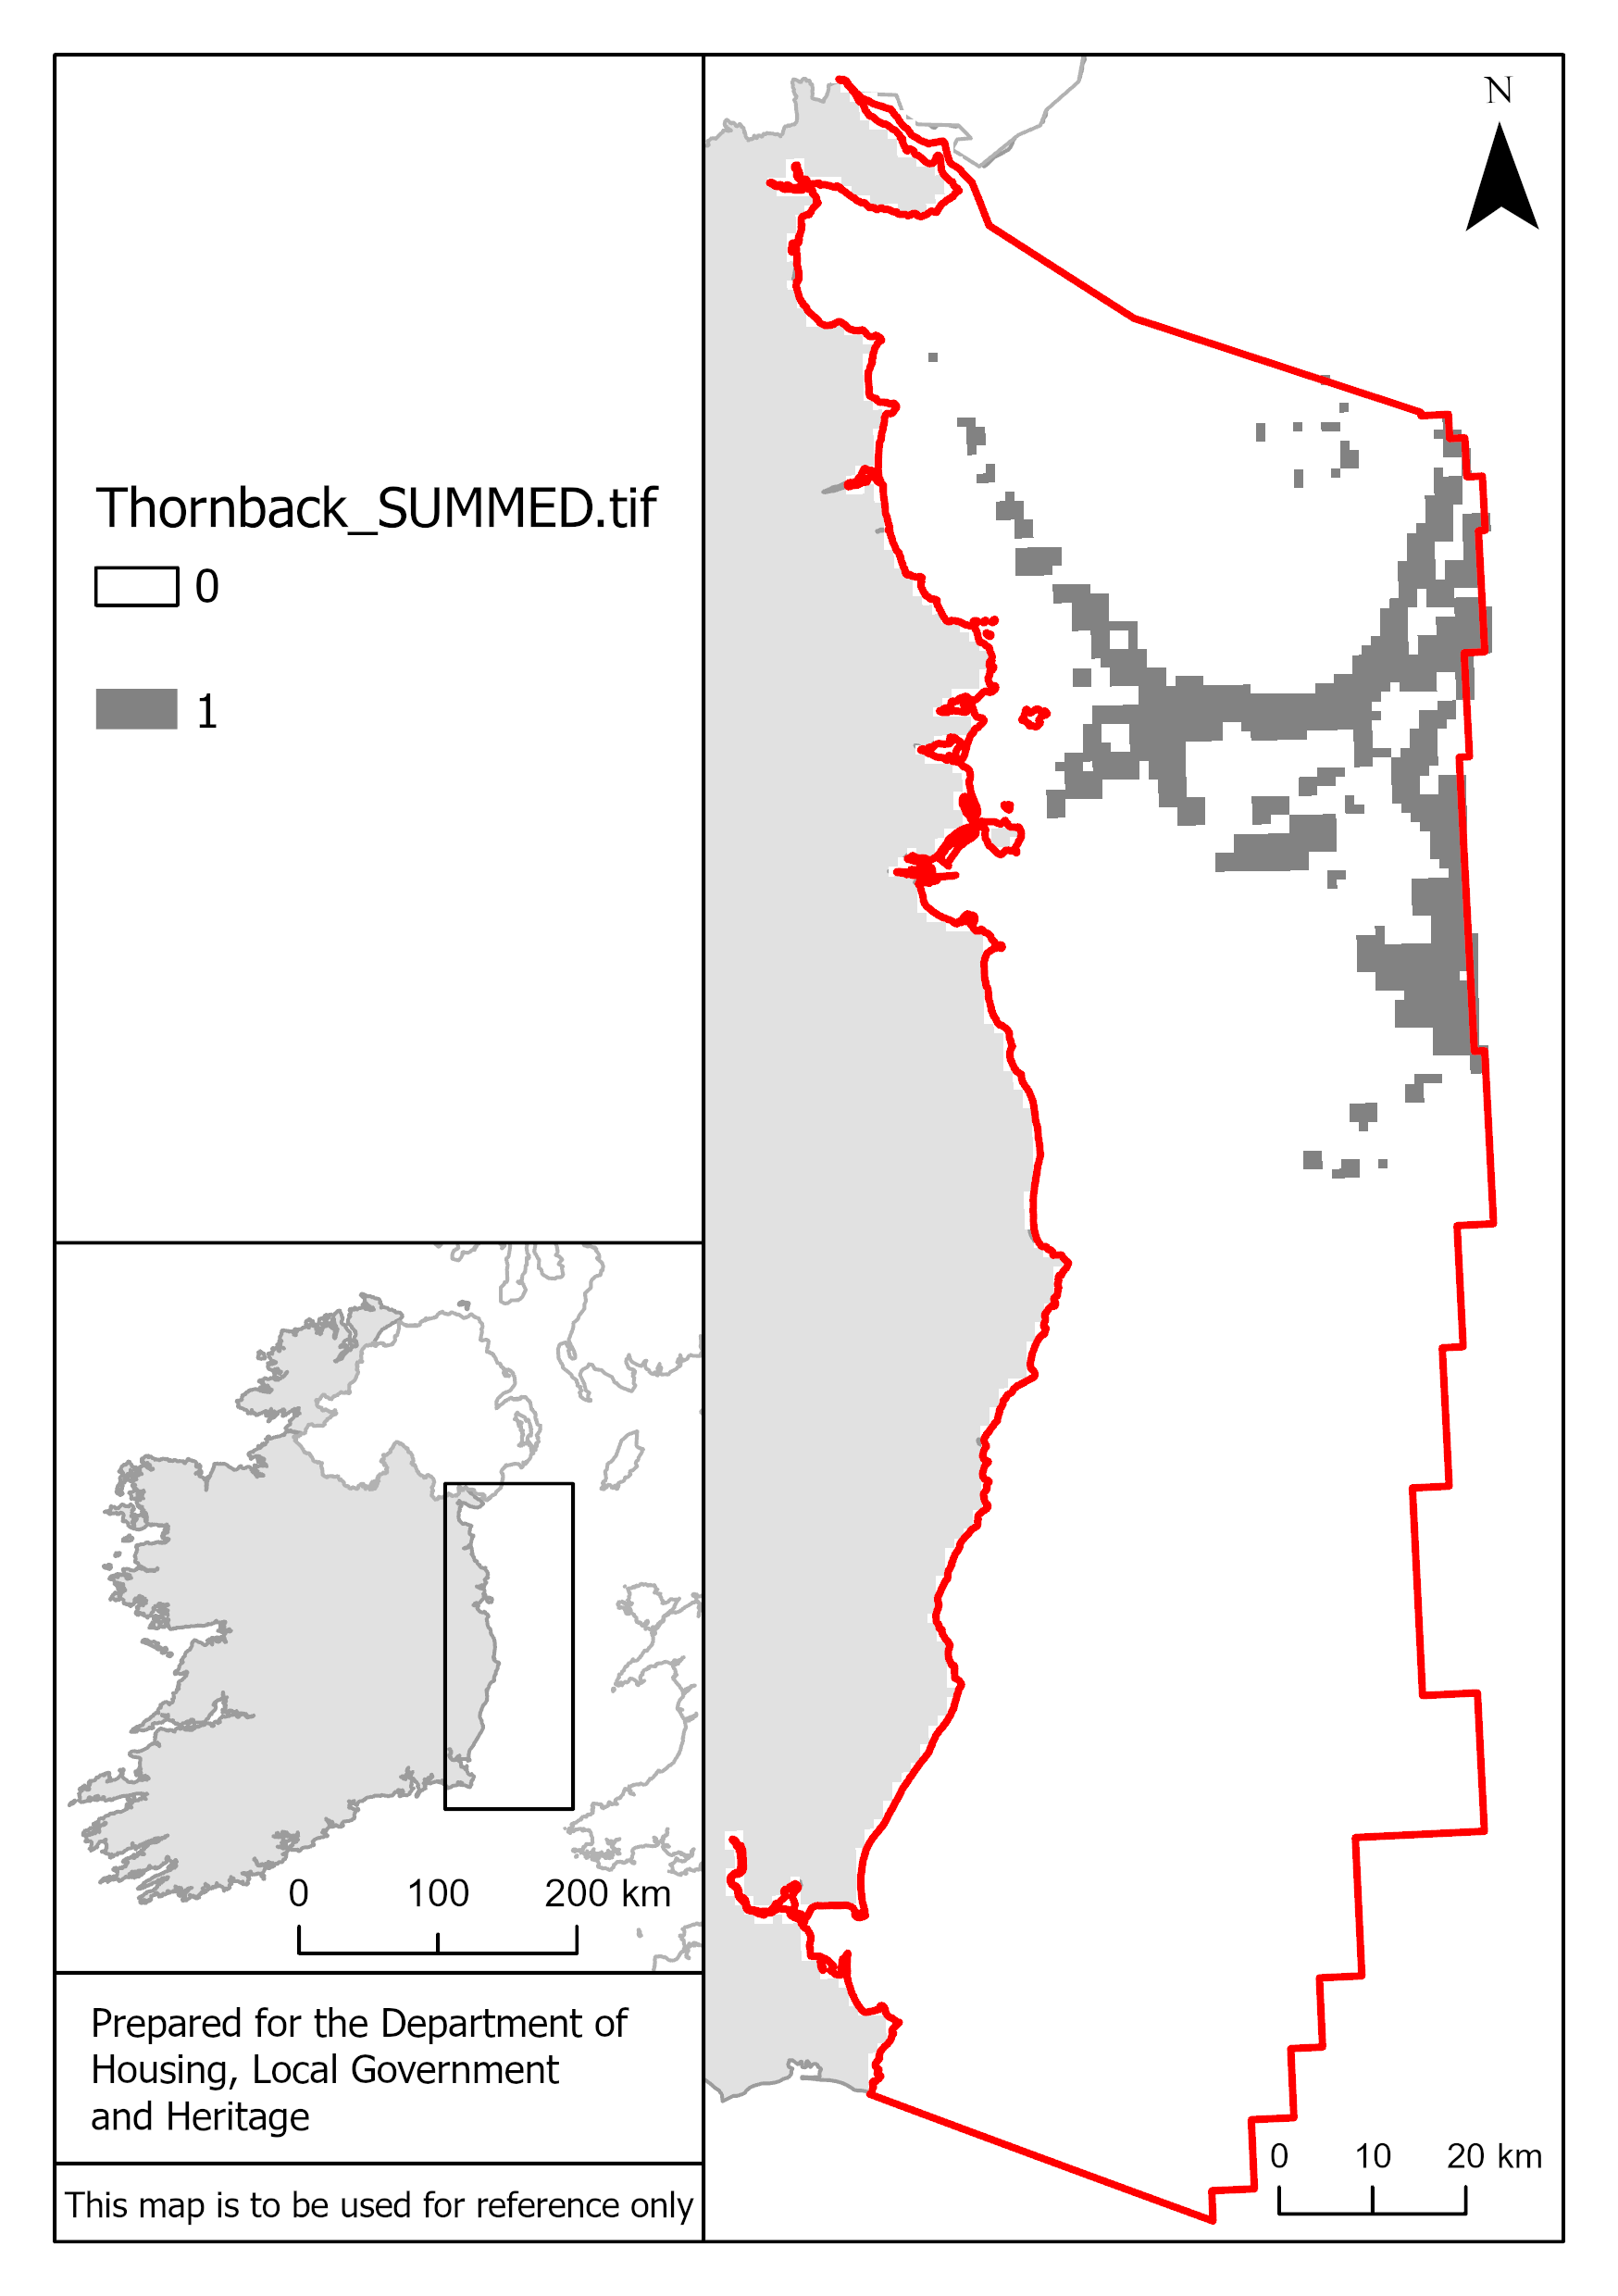 Thornback_SUMMED.tif
0
1
0 100 200 km
Prepared for the Department of
Housing, Local Government
and Heritage
This map is to be used for reference only
N
0 10 20 km